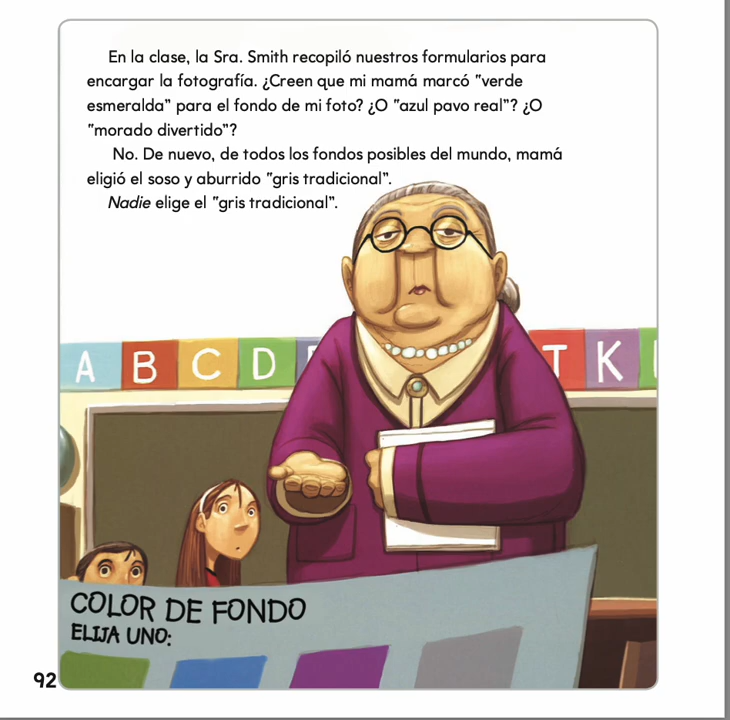 En la clase, la Sra. Smith recopiló nuestros formularios para
encargar la fotografía. ¿Creen que mi mamá marcó "verde
esmeralda" para el fondo de mi foto? ¿O "azul pavo real"? ¿O
"morado divertido"?
No. De nuevo, de todos los fondos posibles del mundo, mamá
eligió el soso y aburrido "gris tradicional".
Nadie elige el "gris tradicional".
A B C D T K
COLOR DE FONDO
ELIJA UNO:
92